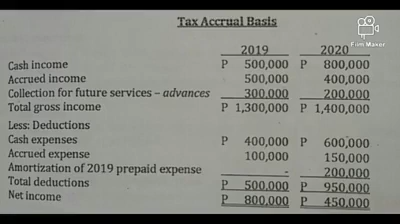 Tax Accrual Basis
Film Maker
2019 2020
Cash income P 500,000 P 800,000
Accrued income 500,000 400,000
Collection for future services – advances 300,000 200,000
Total gross income P 1,300,000 P 1,400,000
Less: Deductions
Cash expenses P 400,000 P 600,000
Accrued expense 100,000 150,000
Amortization of 2019 prepaid expense - 200,000
Total deductions P 500,000 P 950,000
Net income P 800,000 P 450,000